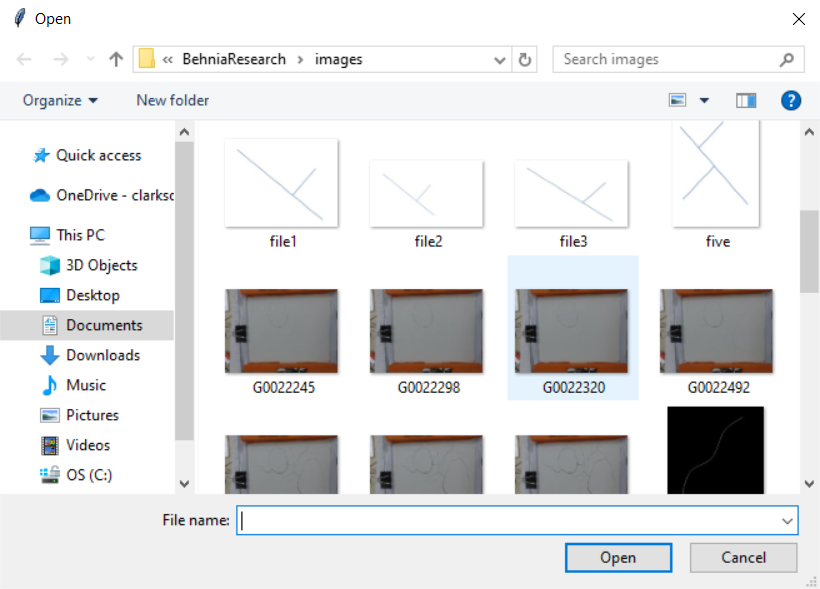 Open
« BehniaResearch › images
Search images
Organize
New folder
?
Quick access
OneDrive - clarksc
This PC
3D Objects
Desktop
Documents
Downloads
Music
Pictures
Videos
OS (C:)
file1
file2
file3
five
G0022245
G0022298
G0022320
G0022492
File name:
Open
Cancel